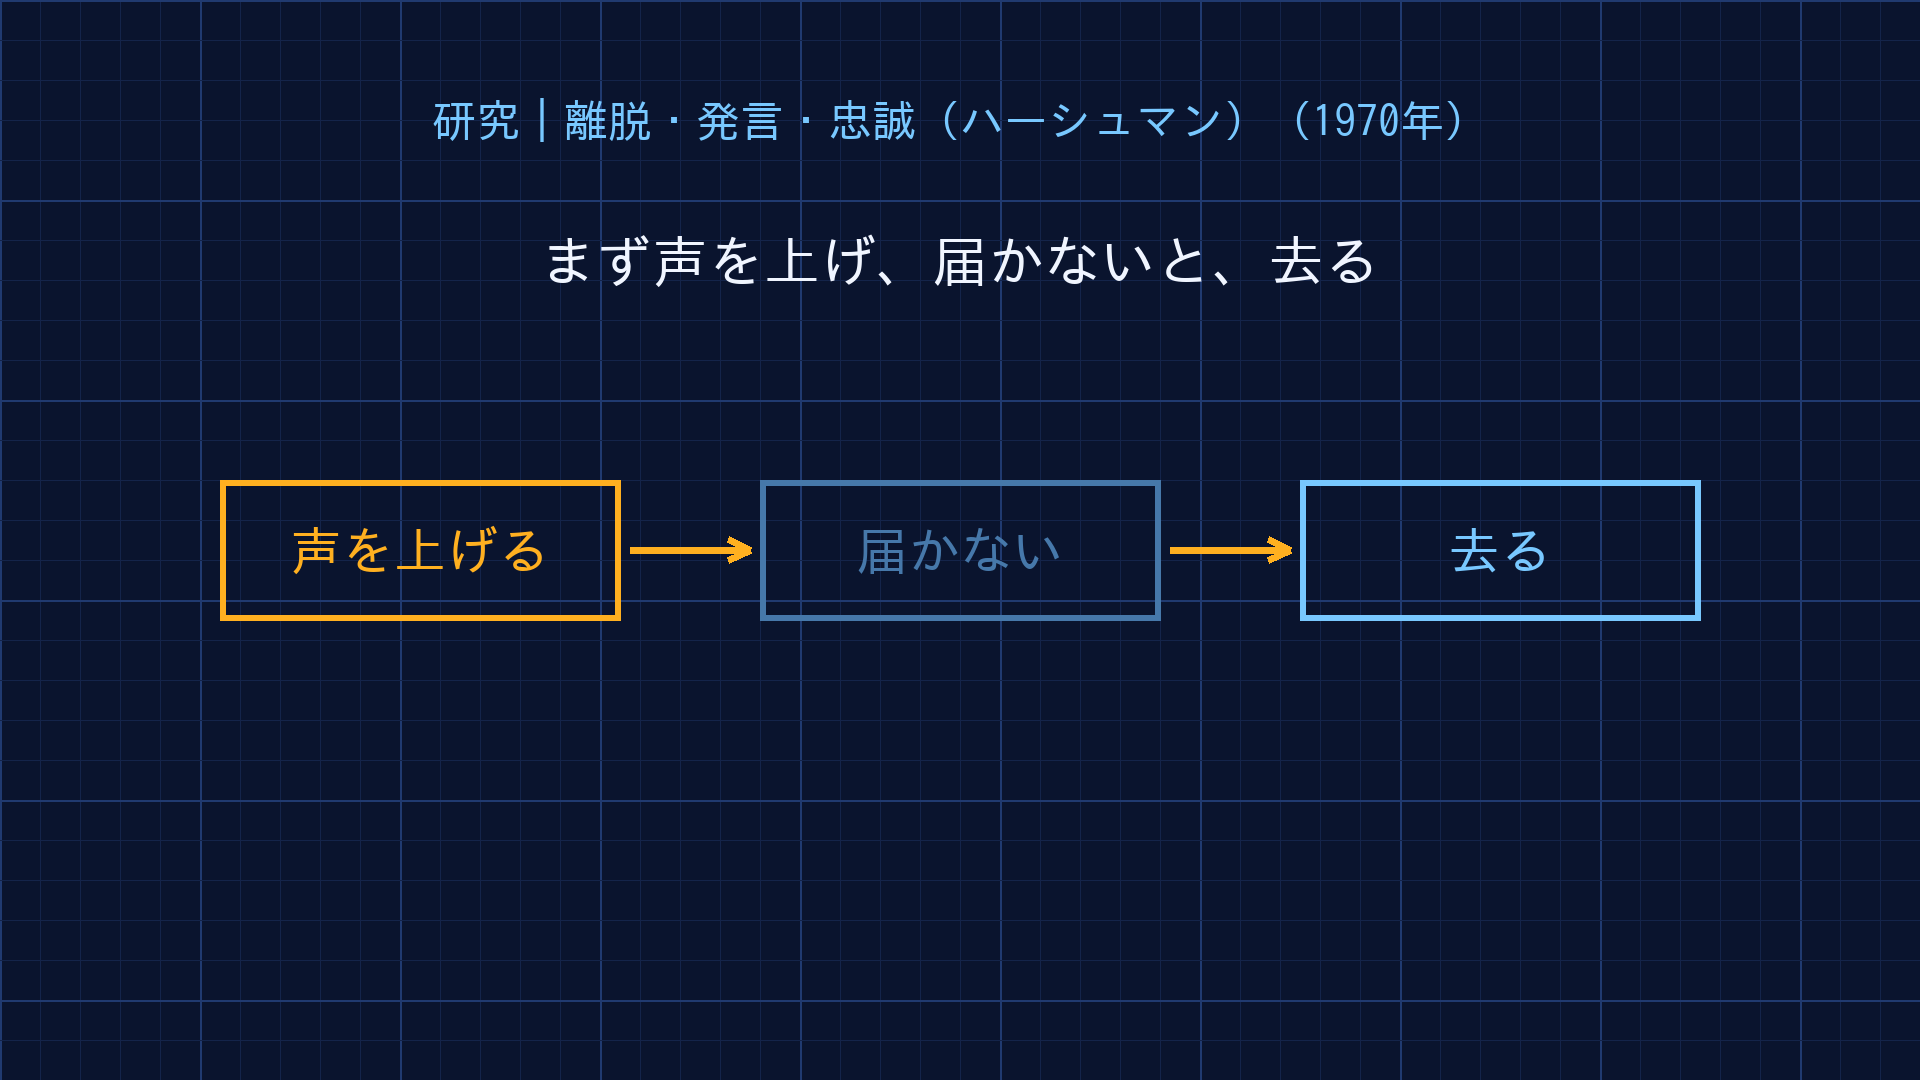 研究｜離脱・発言・忠誠（ハーシュマン）（1970年）
まず声を上げ、届かないと、去る
声を上げる
届かない
去る